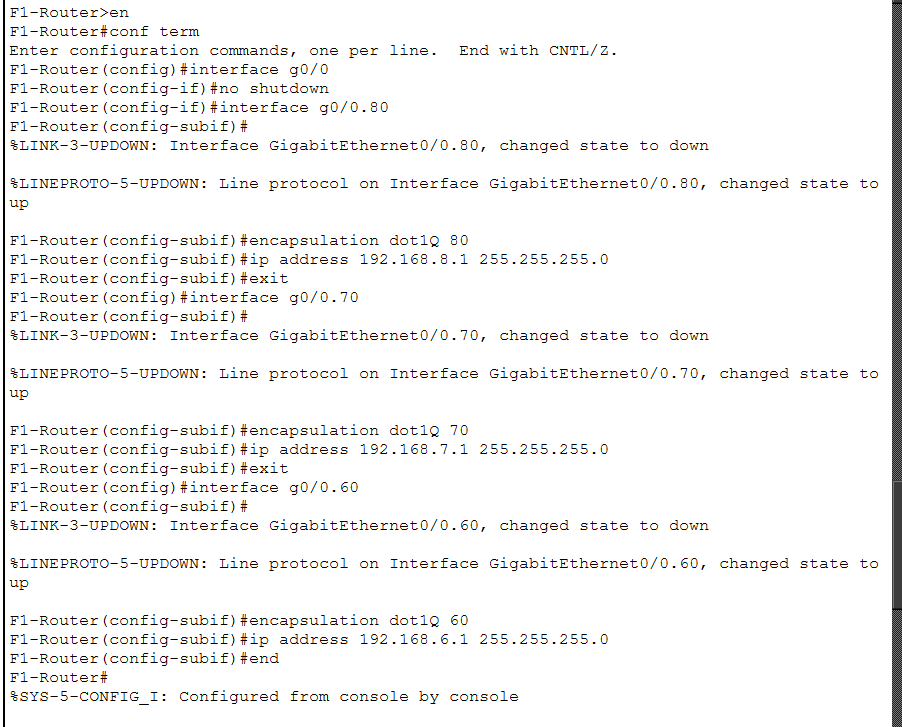 F1-Router>en
F1-Router#conf term
Enter configuration commands, one per line.  End with CNTL/Z.
F1-Router(config)#interface g0/0
F1-Router(config-if)#no shutdown
F1-Router(config-if)#interface g0/0.80
F1-Router(config-subif)#
%LINK-3-UPDOWN: Interface GigabitEthernet0/0.80, changed state to down
%LINEPROTO-5-UPDOWN: Line protocol on Interface GigabitEthernet0/0.80, changed state to
up
F1-Router(config-subif)#encapsulation dot1Q 80
F1-Router(config-subif)#ip address 192.168.8.1 255.255.255.0
F1-Router(config-subif)#exit
F1-Router(config)#interface g0/0.70
F1-Router(config-subif)#
%LINK-3-UPDOWN: Interface GigabitEthernet0/0.70, changed state to down
%LINEPROTO-5-UPDOWN: Line protocol on Interface GigabitEthernet0/0.70, changed state to
up
F1-Router(config-subif)#encapsulation dot1Q 70
F1-Router(config-subif)#ip address 192.168.7.1 255.255.255.0
F1-Router(config-subif)#exit
F1-Router(config)#interface g0/0.60
F1-Router(config-subif)#
%LINK-3-UPDOWN: Interface GigabitEthernet0/0.60, changed state to down
%LINEPROTO-5-UPDOWN: Line protocol on Interface GigabitEthernet0/0.60, changed state to
up
F1-Router(config-subif)#encapsulation dot1Q 60
F1-Router(config-subif)#ip address 192.168.6.1 255.255.255.0
F1-Router(config-subif)#end
F1-Router#
%SYS-5-CONFIG_I: Configured from console by console